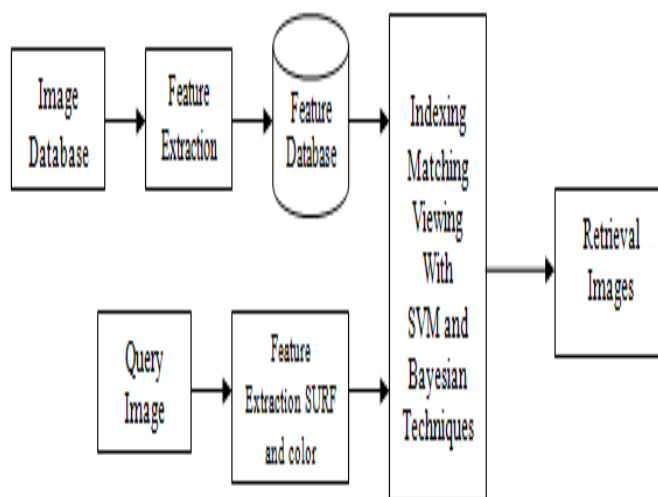 Image
Database
Feature
Extraction
Feature
Database
Indexing
Matching
Viewing
With
SVM and
Bayesian
Techniques
Retrieval
Images
Query
Image
Feature
Extraction SURF
and color